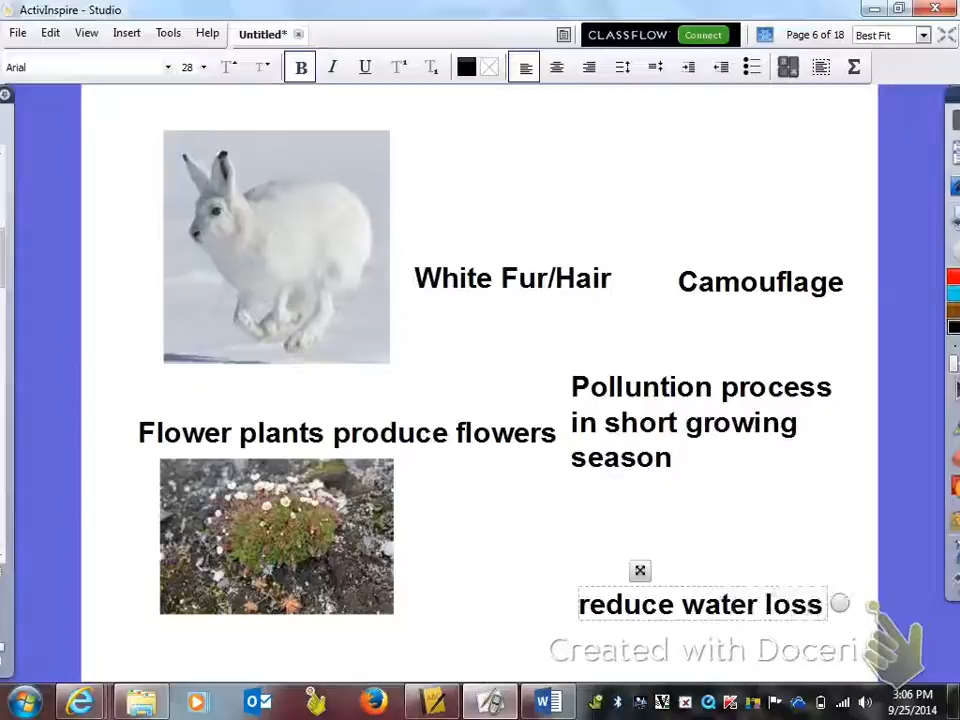 ActivInspire - Studio
File Edit View Insert Tools Help Untitled* CLASSFLOW Connect Page 6 of 18 Best Fit
Arial 28 B I U T T
White Fur/Hair
Camouflage
Polluntion process
in short growing
season
Flower plants produce flowers
reduce water loss
Created with Doceri
3:06 PM
9/25/2014